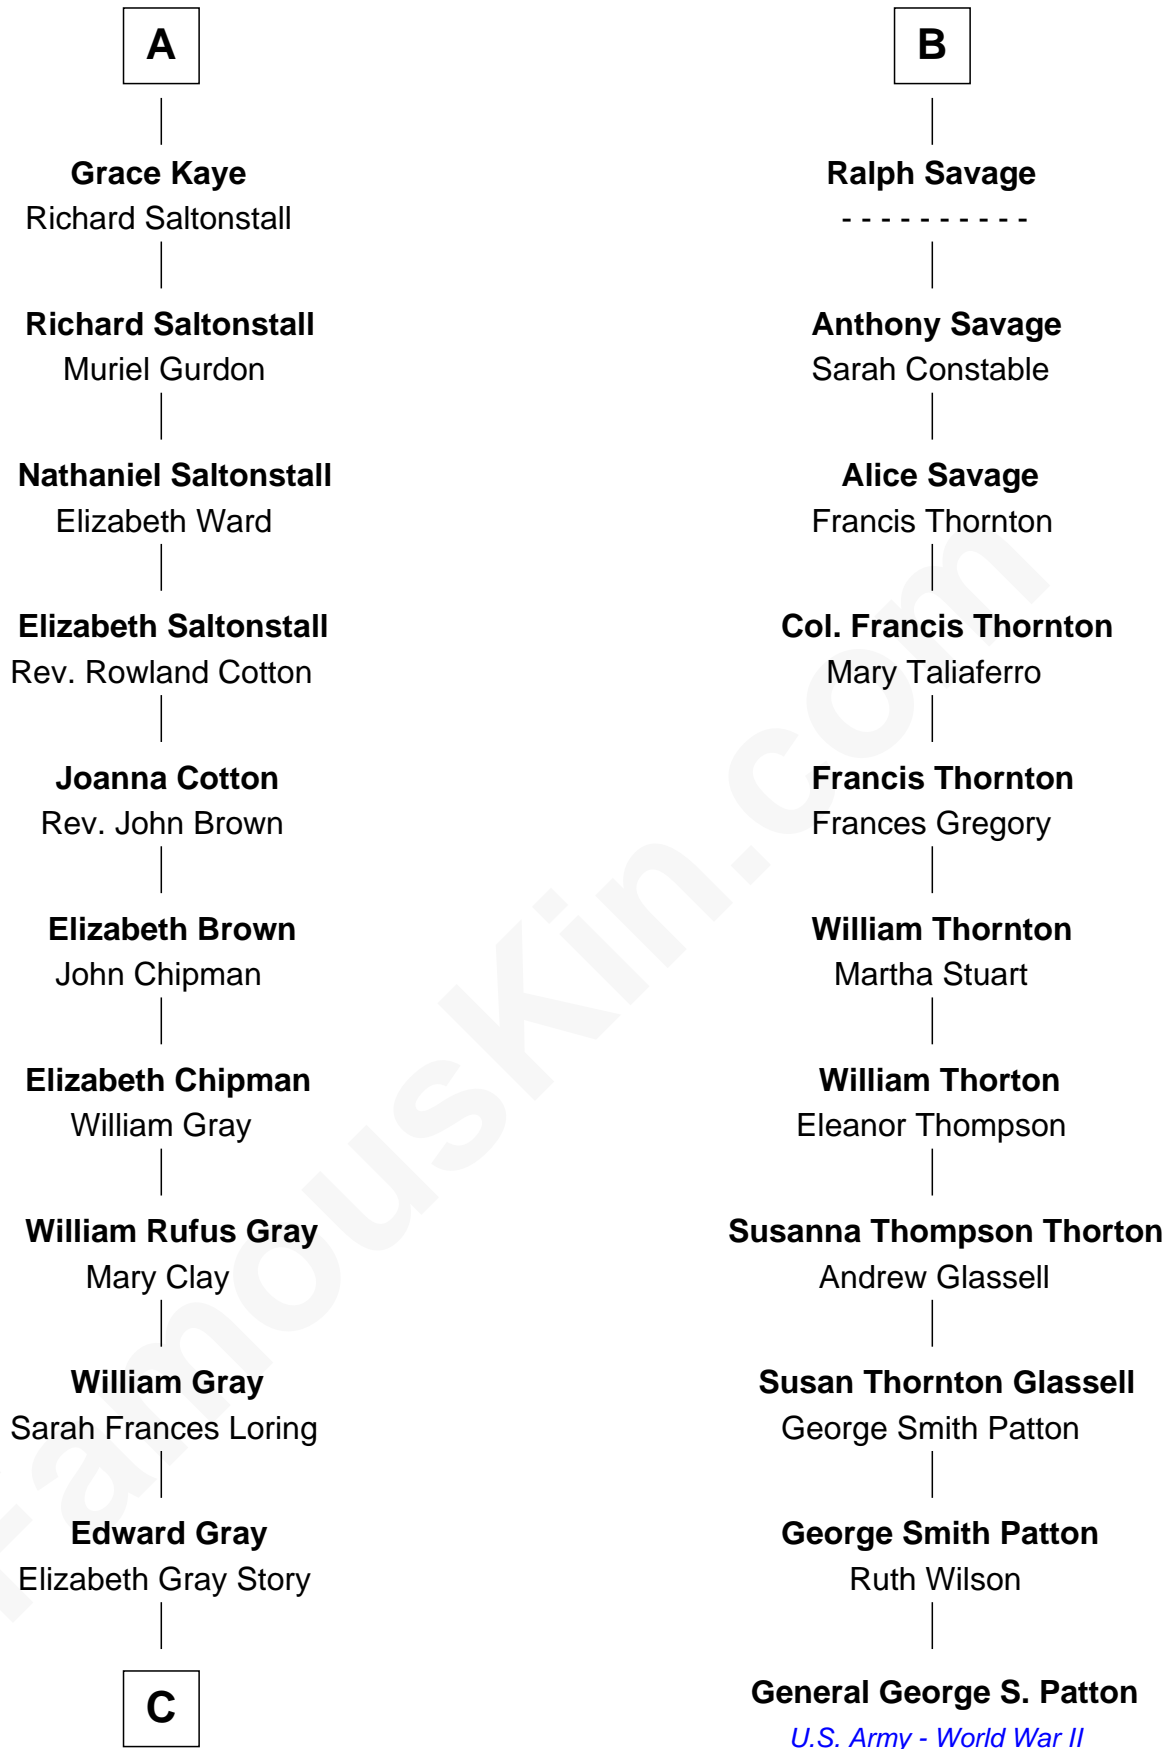 A
Grace Kaye
Richard Saltonstall
Richard Saltonstall
Muriel Gurdon
Nathaniel Saltonstall
Elizabeth Ward
Elizabeth Saltonstall
Rev. Rowland Cotton
Joanna Cotton
Rev. John Brown
Elizabeth Brown
John Chipman
Elizabeth Chipman
William Gray
William Rufus Gray
Mary Clay
William Gray
Sarah Frances Loring
Edward Gray
Elizabeth Gray Story
C
B
Ralph Savage
- - - - - - - - - -
Anthony Savage
Sarah Constable
Alice Savage
Francis Thornton
Col. Francis Thornton
Mary Taliaferro
Francis Thornton
Frances Gregory
William Thornton
Martha Stuart
William Thorton
Eleanor Thompson
Susanna Thompson Thorton
Andrew Glassell
Susan Thornton Glassell
George Smith Patton
George Smith Patton
Ruth Wilson
General George S. Patton
U.S. Army - World War II
FamousKin.com